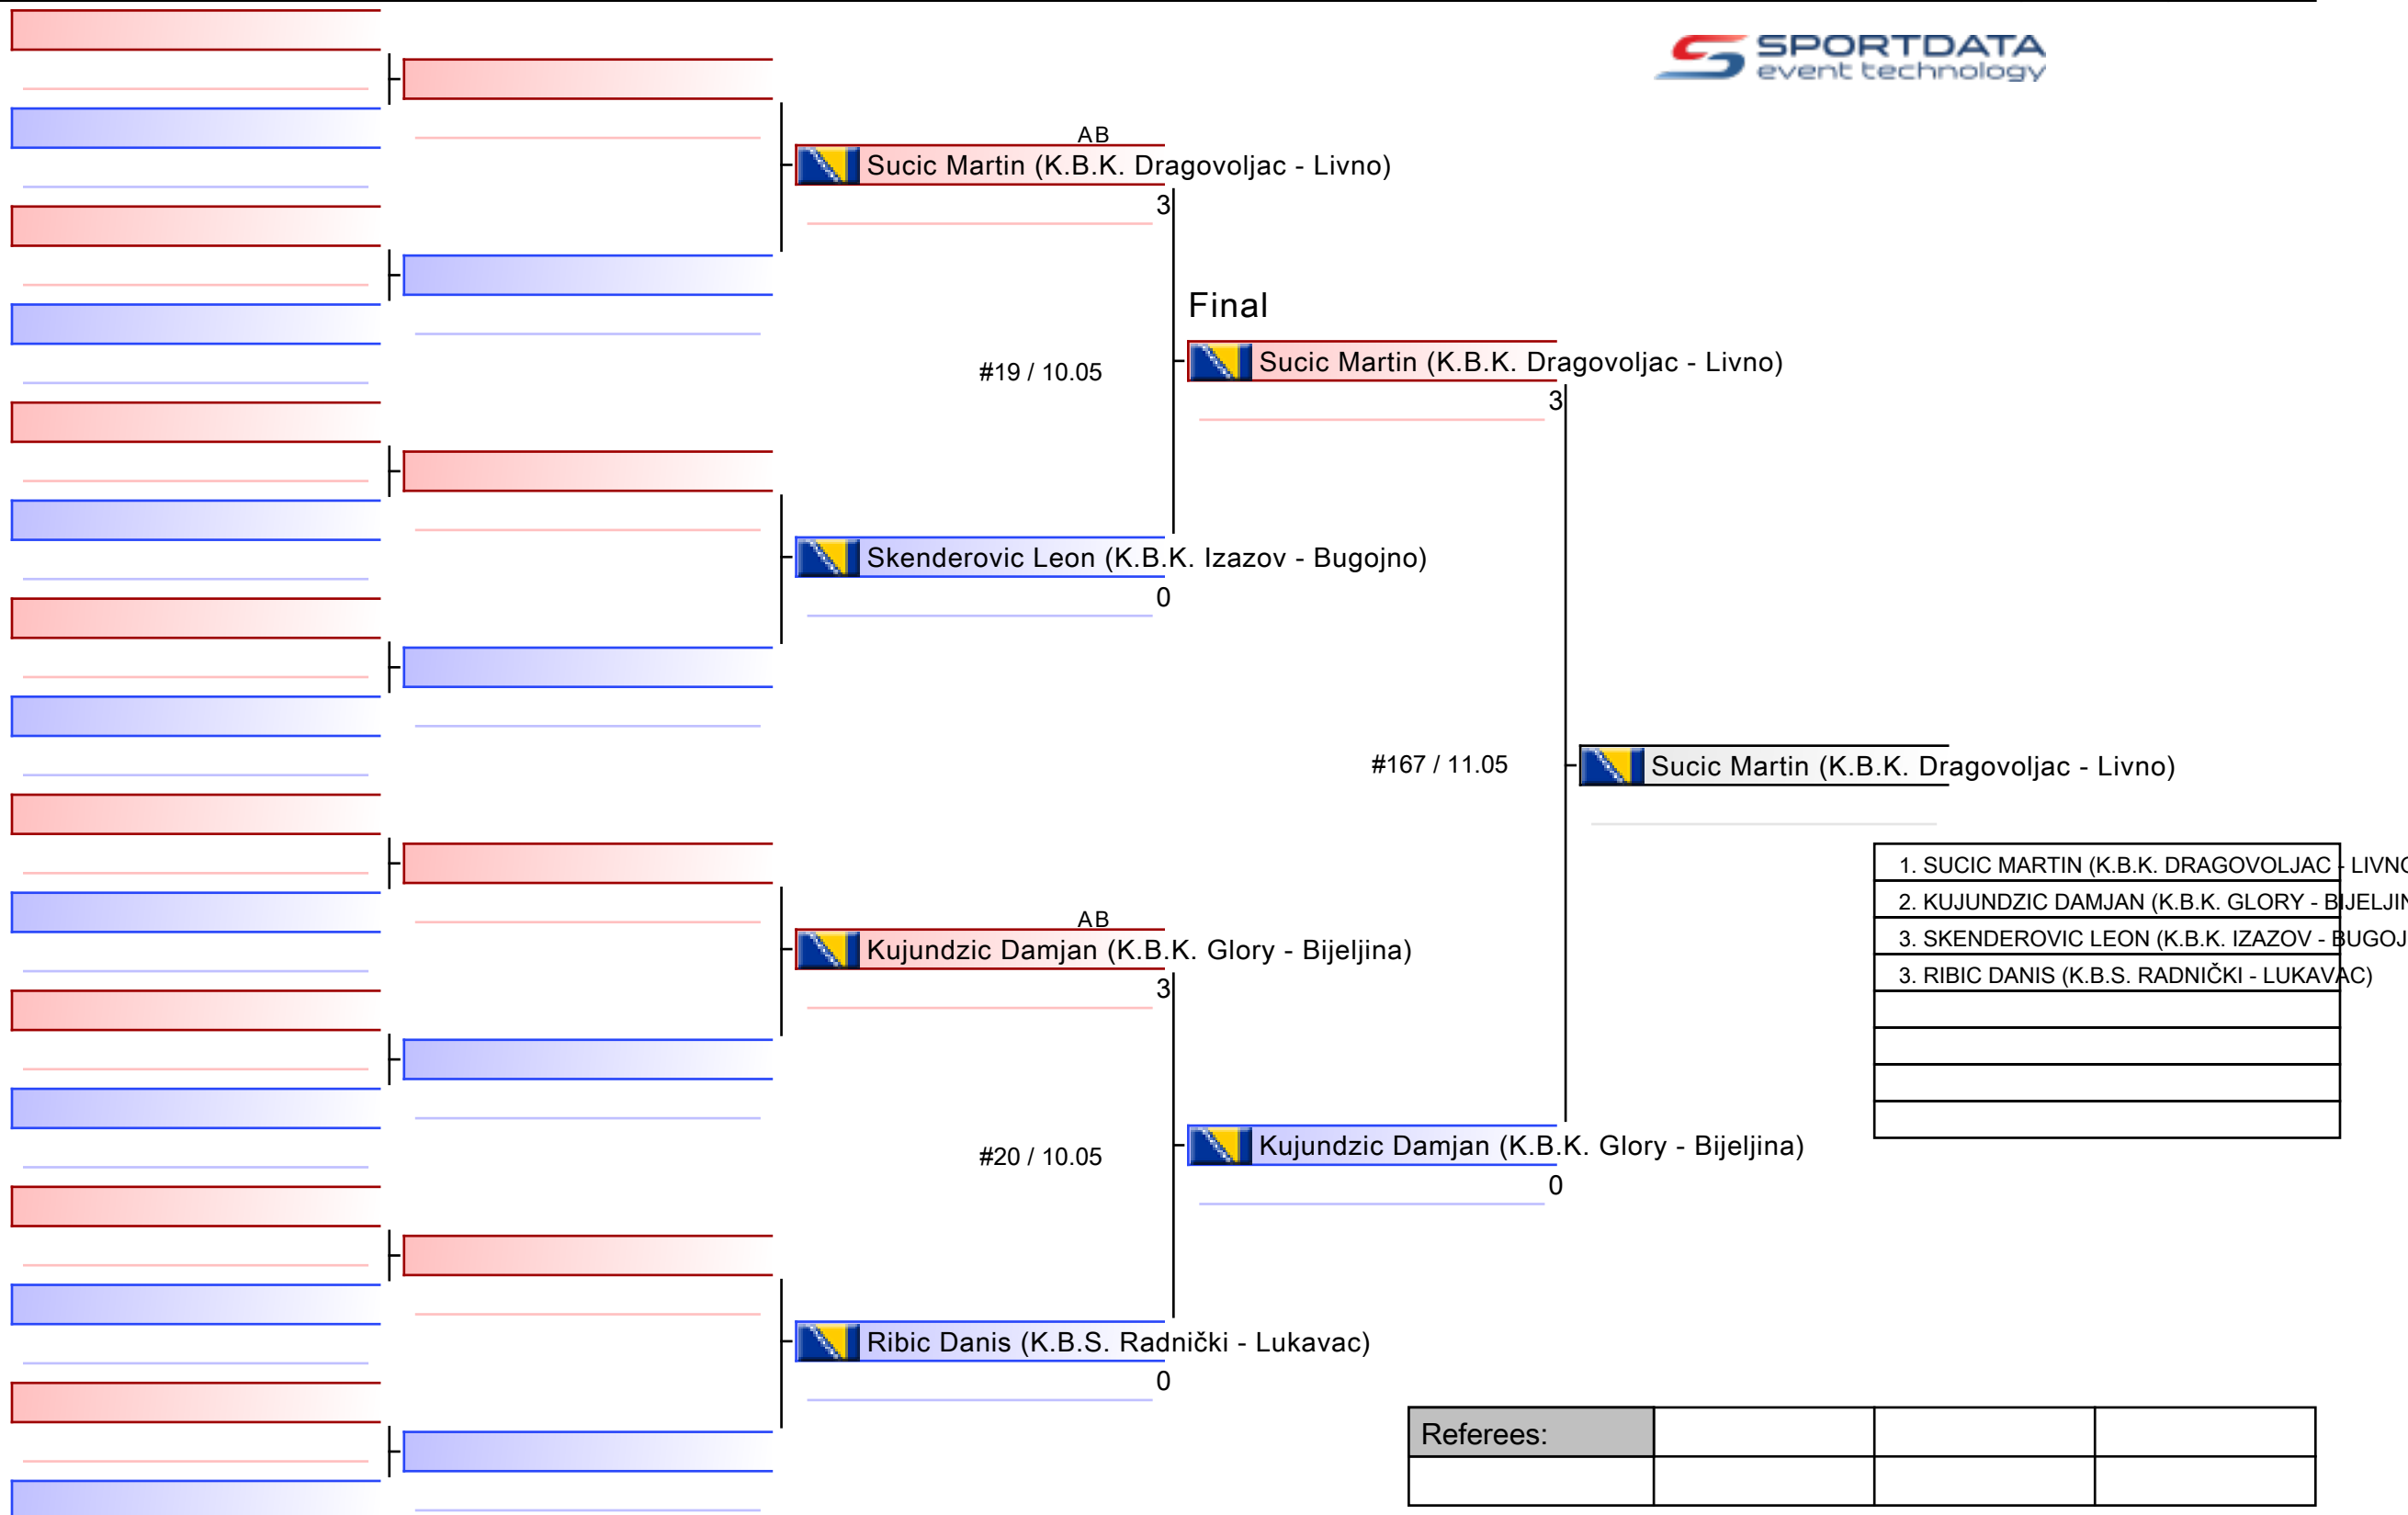 SPORTDATA
event technology
AB
Sucic Martin (K.B.K. Dragovoljac - Livno)
3
Final
#19 / 10.05
Sucic Martin (K.B.K. Dragovoljac - Livno)
3
Skenderovic Leon (K.B.K. Izazov - Bugojno)
0
#167 / 11.05
Sucic Martin (K.B.K. Dragovoljac - Livno)
1. SUCIC MARTIN (K.B.K. DRAGOVOLJAC - LIVNO
2. KUJUNDZIC DAMJAN (K.B.K. GLORY - BIJELJIN
3. SKENDEROVIC LEON (K.B.K. IZAZOV - BUGOJ
3. RIBIC DANIS (K.B.S. RADNIČKI - LUKAVAC)
AB
Kujundzic Damjan (K.B.K. Glory - Bijeljina)
3
#20 / 10.05
Kujundzic Damjan (K.B.K. Glory - Bijeljina)
0
Ribic Danis (K.B.S. Radnički - Lukavac)
0
Referees: